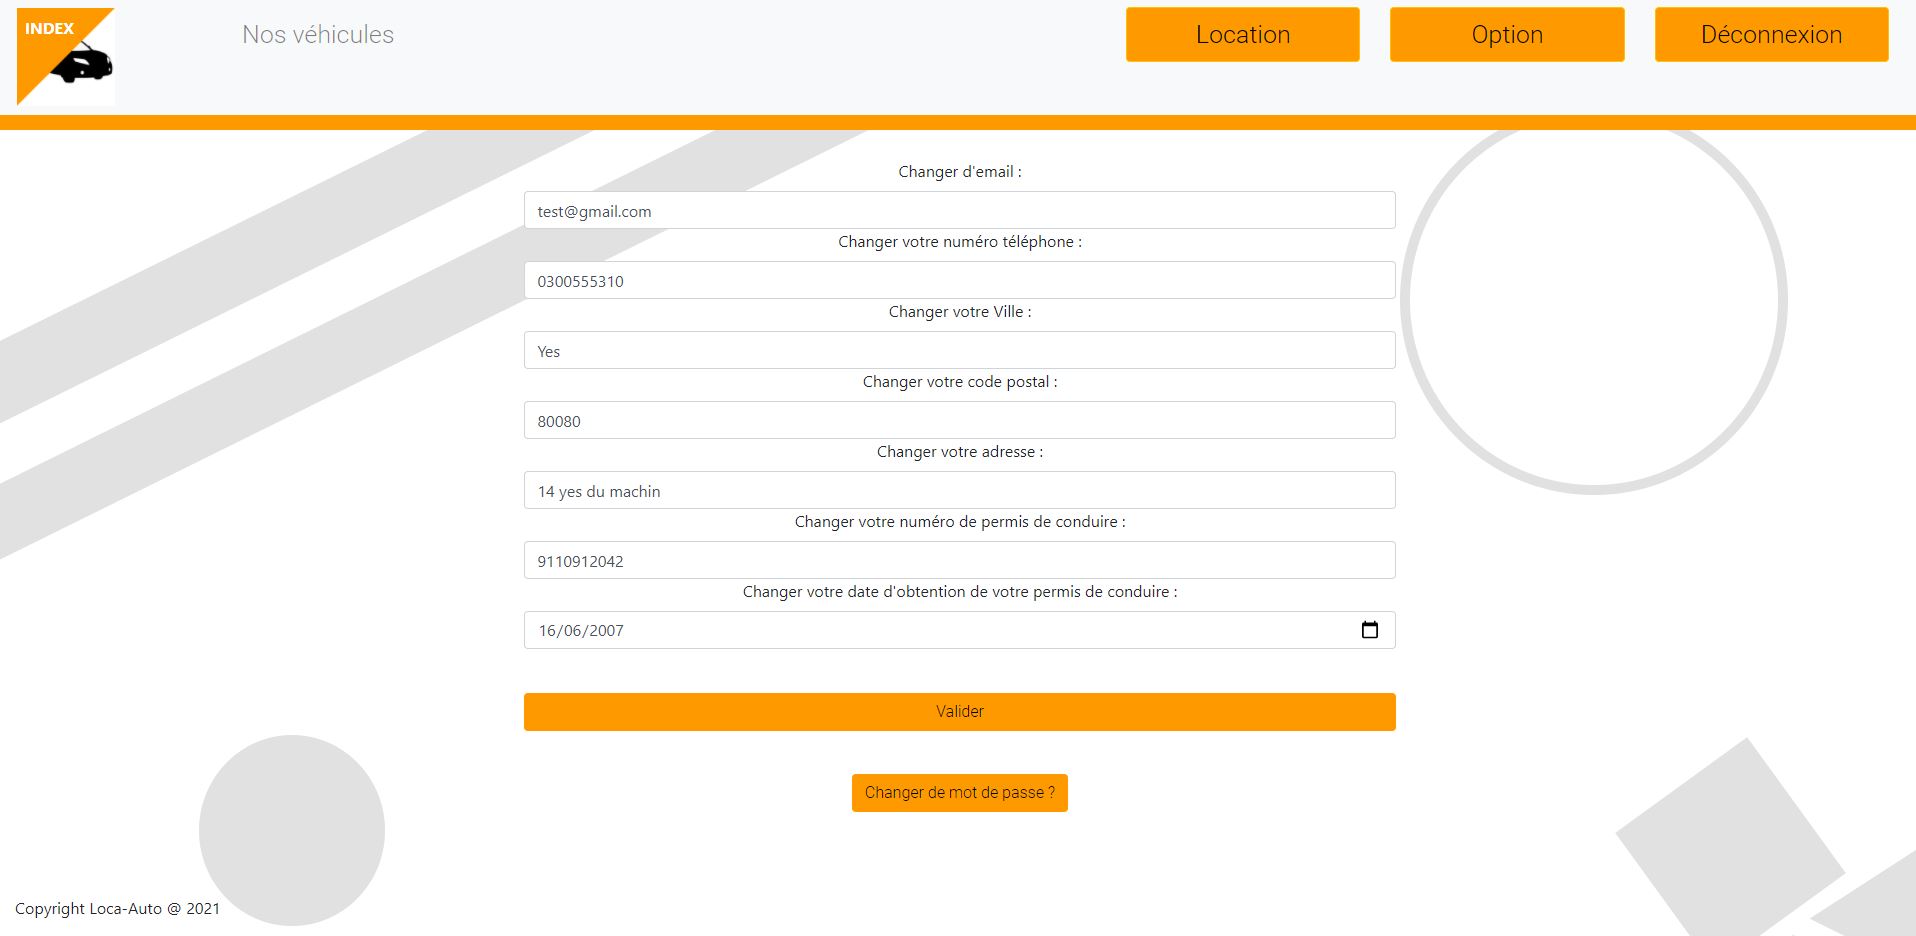 INDEX
Nos véhicules
Location
Option
Déconnexion
Changer d'email :
test@gmail.com
Changer votre numéro téléphone :
0300555310
Changer votre Ville :
Yes
Changer votre code postal :
80080
Changer votre adresse :
14 yes du machin
Changer votre numéro de permis de conduire :
9110912042
Changer votre date d'obtention de votre permis de conduire :
16/06/2007
Valider
Changer de mot de passe ?
Copyright Loca-Auto @ 2021